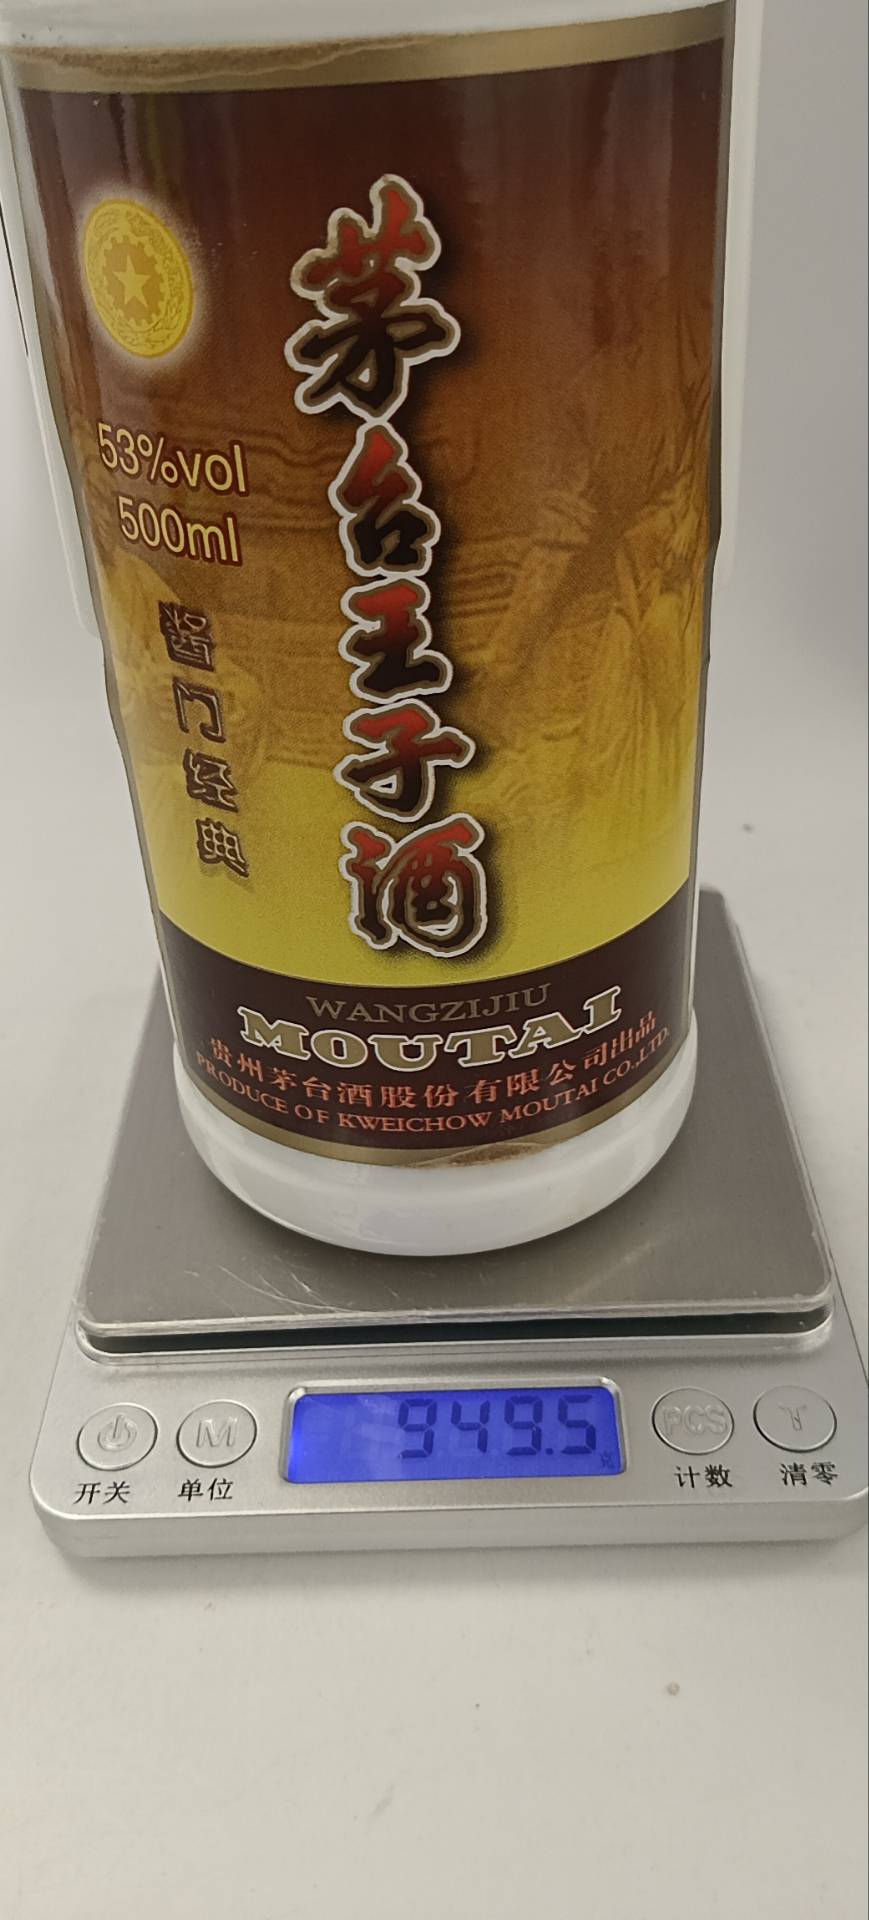 53%vol
500ml
酱门经典
茅台王子酒
WANGZIJIU
MOUTAI
贵州茅台酒股份有限公司出品
PRODUCE OF KWEICHOW MOUTAI CO.,LTD.
M
949.5
克
PCS
T
开关
单位
计数
清零